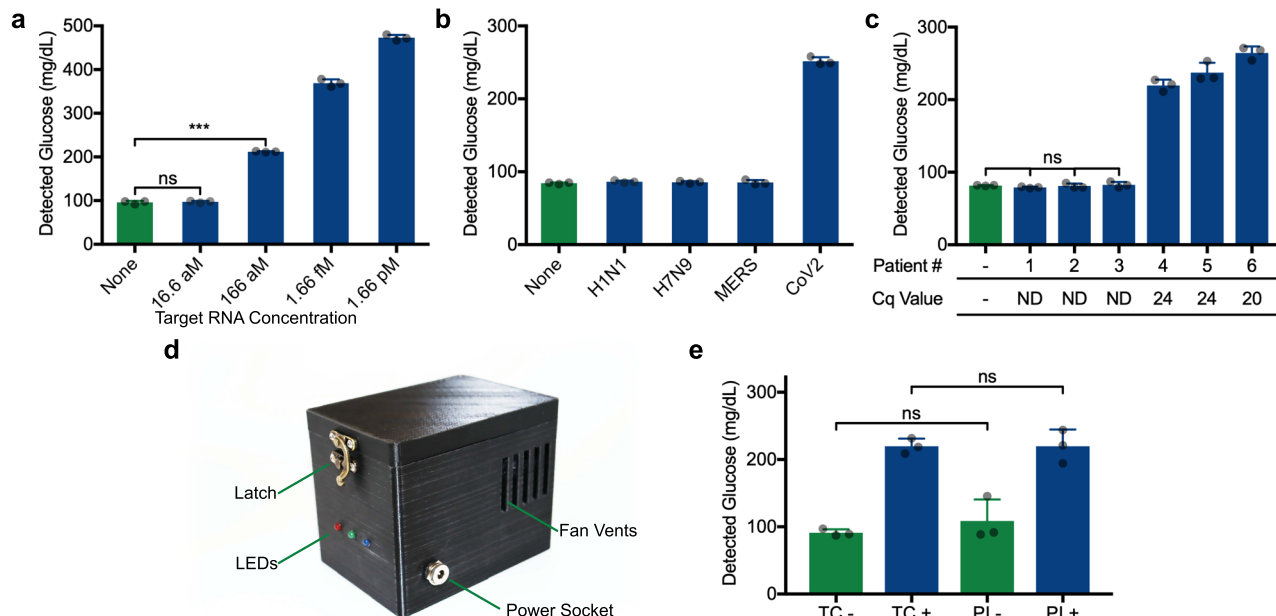 a
Detected Glucose (mg/dL)
500
400
300
200
100
0
***
ns
None
16.6 aM
166 aM
1.66 fM
1.66 pM
Target RNA Concentration
b
Detected Glucose (mg/dL)
300
200
100
0
None
H1N1
H7N9
MERS
CoV2
c
Detected Glucose (mg/dL)
300
200
100
0
ns
Patient # - 1 2 3 4 5 6
Cq Value - ND ND ND 24 24 20
d
Latch
LEDs
Fan Vents
Power Socket
e
Detected Glucose (mg/dL)
300
200
100
0
ns
ns
TC - TC + PI - PI +